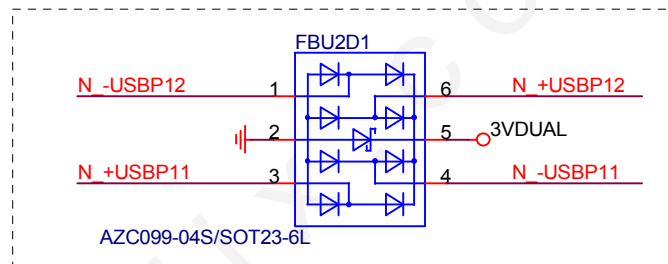 FBU2D1
N_-USBP12 1 6 N_+USBP12
2 5 3VDUAL
N_+USBP11 3 4 N_-USBP11
AZC099-04S/SOT23-6L